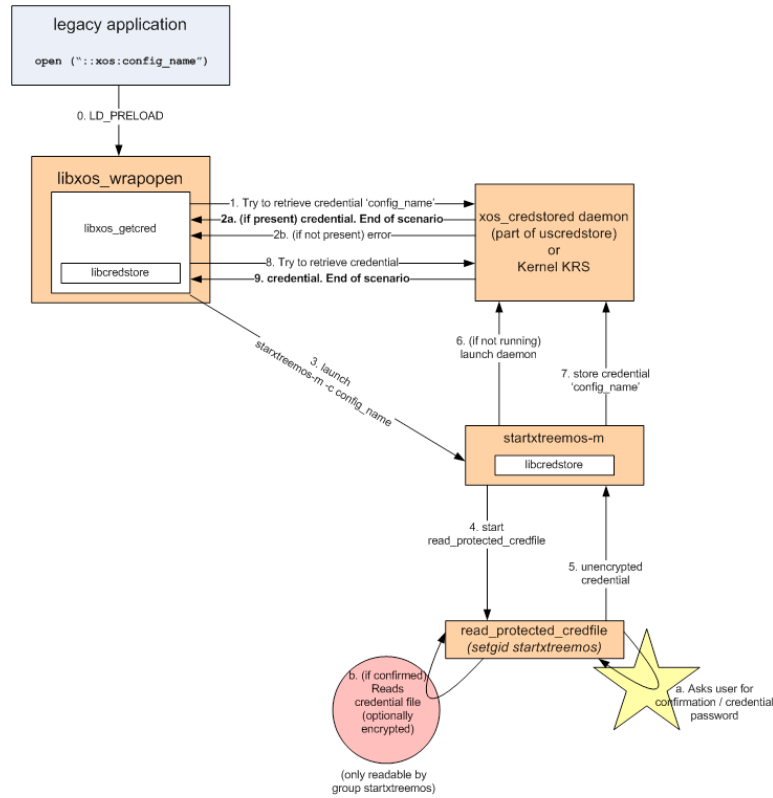 legacy application
open (“::xos:config_name”)
0. LD_PRELOAD
libxos_wrapopen
libxos_getcred
libcredstore
1. Try to retrieve credential ‘config_name’
2a. (if present) credential. End of scenario
2b. (if not present) error
8. Try to retrieve credential
9. credential. End of scenario
xos_credstored daemon
(part of uscredstore)
or
Kernel KRS
3. launch
starxtreemos-m -c config_name
6. (if not running)
launch daemon
7. store credential
‘config_name’
startxtreemos-m
libcredstore
4. start
read_protected_credfile
5. unencrypted
credential
read_protected_credfile
(setgid startxtreemos)
b. (if confirmed)
Reads
credential file
(optionally
encrypted)
(only readable by
group startxtreemos)
a. Asks user for
confirmation / credential
password